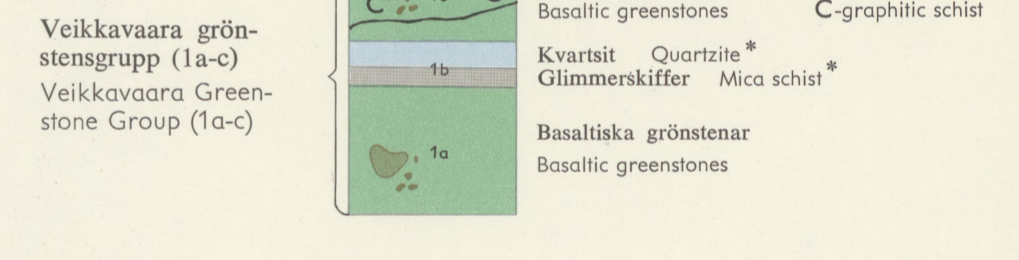 Veikkavaara grön-
stensgrupp (1a-c)
Veikkavaara Green-
stone Group (1a-c)
C
1b
1a
Basaltic greenstones C-graphitic schist
Kvartsit Quartzite*
Glimmerskiffer Mica schist*
Basaltiska grönstenar
Basaltic greenstones